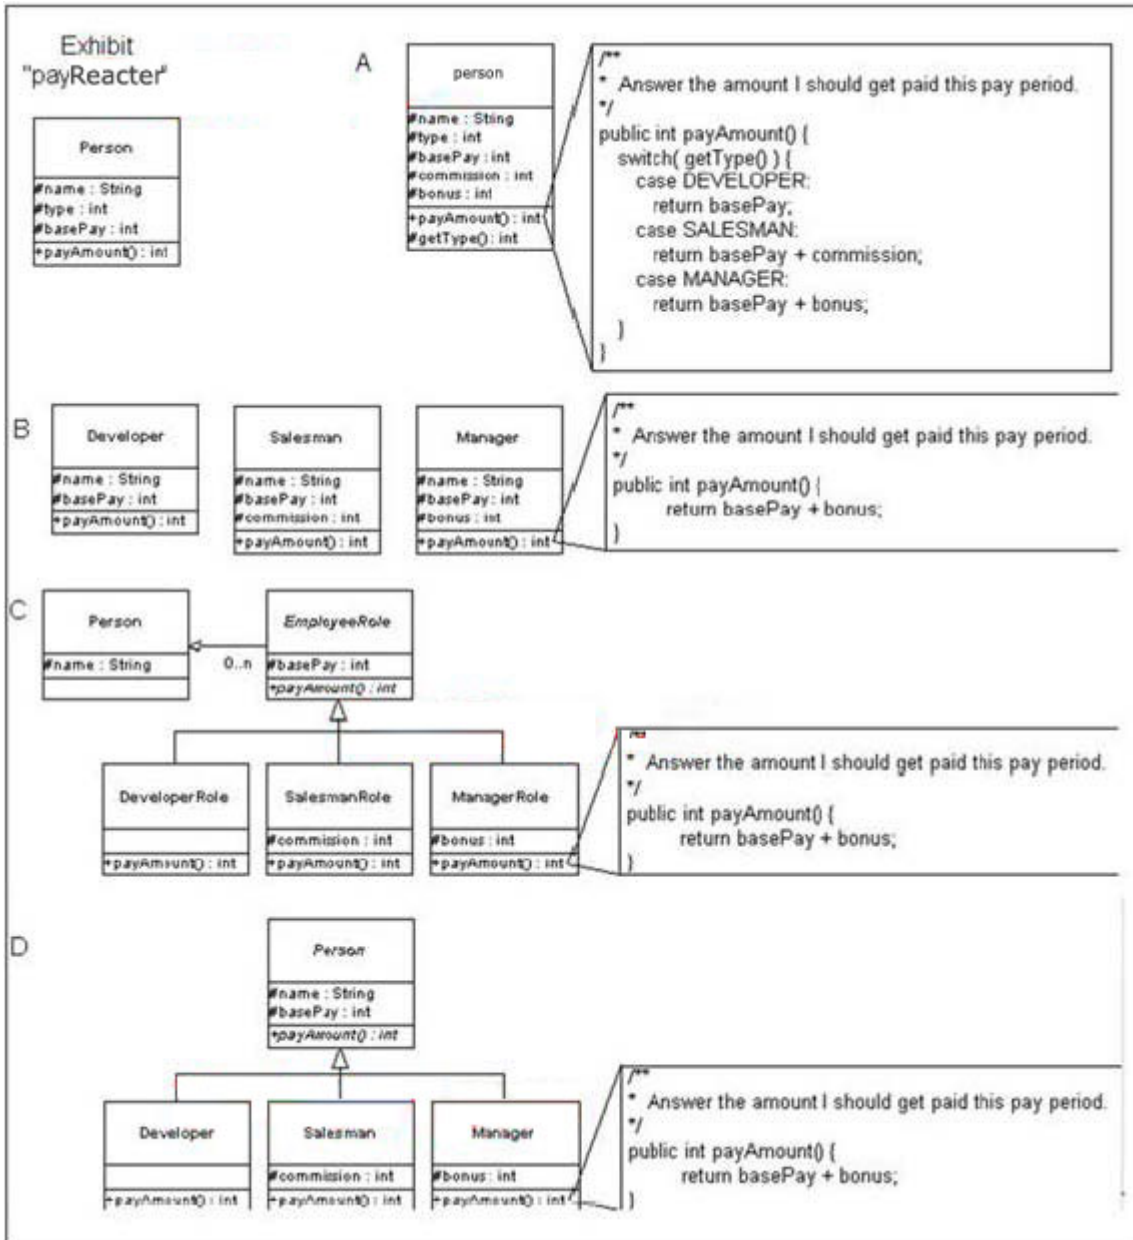 Exhibit
"payReacter"
Person
#name : String
#type : int
#basePay : int
+payAmount() : int
A
person
#name : String
#type : int
#basePay : int
#commission : int
#bonus : int
+payAmount() : int
#getType() : int
/**
* Answer the amount I should get paid this pay period.
*/
public int payAmount() {
switch( getType() ) {
case DEVELOPER:
return basePay;
case SALESMAN:
return basePay + commission;
case MANAGER:
return basePay + bonus;
}
}
B
Developer
#name : String
#basePay : int
+payAmount() : int
Salesman
#name : String
#basePay : int
#commission : int
+payAmount() : int
Manager
#name : String
#basePay : int
#bonus : int
+payAmount() : int
/**
* Answer the amount I should get paid this pay period.
*/
public int payAmount() {
return basePay + bonus;
}
C
Person
#name : String
0..n
EmployeeRole
#basePay : int
+payAmount() : int
DeveloperRole
+payAmount() : int
SalesmanRole
#commission : int
+payAmount() : int
ManagerRole
#bonus : int
+payAmount() : int
/**
* Answer the amount I should get paid this pay period.
*/
public int payAmount() {
return basePay + bonus;
}
D
Person
#name : String
#basePay : int
+payAmount() : int
Developer
+payAmount() : int
Salesman
#commission : int
+payAmount() : int
Manager
#bonus : int
+payAmount() : int
/**
* Answer the amount I should get paid this pay period.
*/
public int payAmount() {
return basePay + bonus;
}